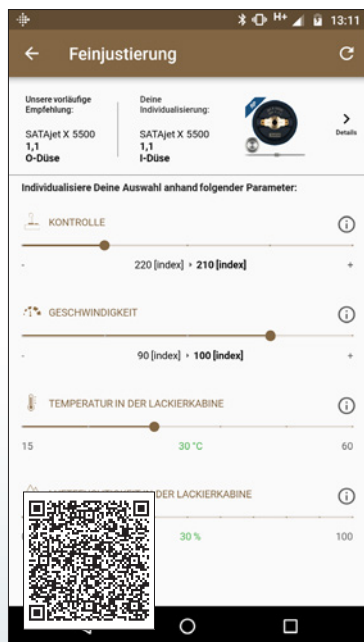 H+ 13:11
Feinjustierung
Unsere vorläufige
Empfehlung:
SATAjet X 5500
1,1
O-Düse
Deine
Individualisierung:
SATAjet X 5500
1,1
I-Düse
Details
Individualisiere Deine Auswahl anhand folgender Parameter:
KONTROLLE
- 220 [index] ▸ 210 [index] +
GESCHWINDIGKEIT
- 90 [index] ▸ 100 [index] +
TEMPERATUR IN DER LACKIERKABINE
15 30 °C 60
IN DER LACKIERKABINE
30 % 100